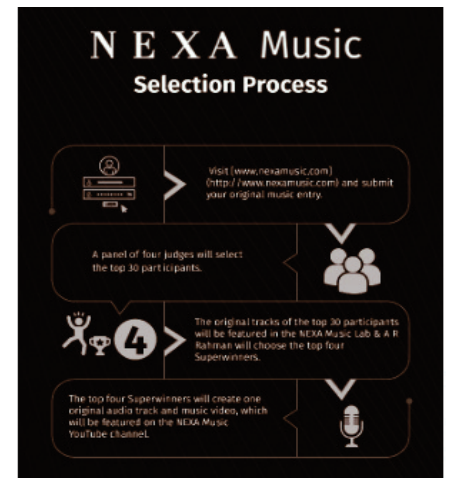 NEXA Music
Selection Process
Visit (www.nexamusic.com)
(http://www.nexamusic.com) and submit
your original music entry.
A panel of four judges will select
the top 30 participants.
4
The original tracks of the top 30 participants
will be featured in the NEXA Music Lab & A R
Rahman will choose the top four
Superwinners.
The top four Superwinners will create one
original audio track and music video, which
will be featured on the NEXA Music
YouTube channel.